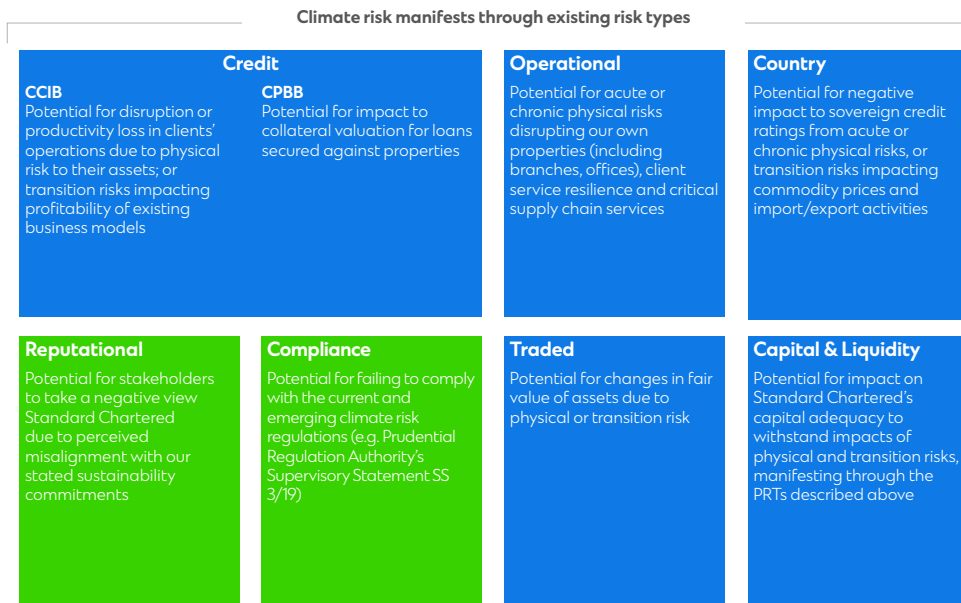 Climate risk manifests through existing risk types
Credit
CCIB
Potential for disruption or
productivity loss in clients'
operations due to physical
risk to their assets; or
transition risks impacting
profitability of existing
business models
CPBB
Potential for impact to
collateral valuation for loans
secured against properties
Operational
Potential for acute or
chronic physical risks
disrupting our own
properties (including
branches, offices), client
service resilience and critical
supply chain services
Country
Potential for negative
impact to sovereign credit
ratings from acute or
chronic physical risks, or
transition risks impacting
commodity prices and
import/export activities
Reputational
Potential for stakeholders
to take a negative view
Standard Chartered
due to perceived
misalignment with our
stated sustainability
commitments
Compliance
Potential for failing to comply
with the current and
emerging climate risk
regulations (e.g. Prudential
Regulation Authority's
Supervisory Statement SS
3/19)
Traded
Potential for changes in fair
value of assets due to
physical or transition risk
Capital & Liquidity
Potential for impact on
Standard Chartered's
capital adequacy to
withstand impacts of
physical and transition risks,
manifesting through the
PRTs described above